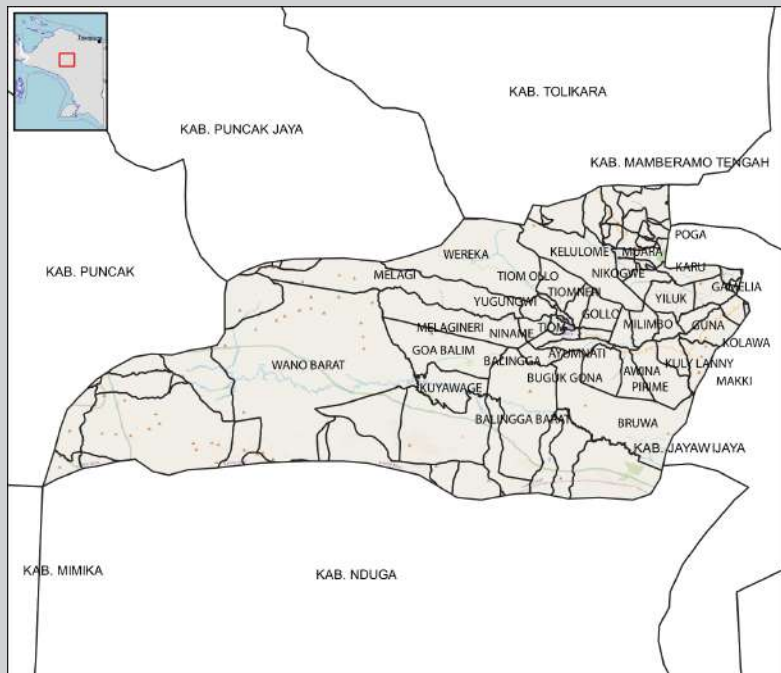 KAB. TOLIKARA
KAB. PUNCAK JAYA
KAB. MAMBERAMO TENGAH
POGA
WEREKA
KELULOME
MUARA
KAB. PUNCAK
MELAGI
TIOM OLLO
NIKOGWE
KARU
TIOMNERI
GAMELIA
YUGUNGWI
YILUK
GOLLO
MELAGINERI
NINAME
TIOM
MILIMBO
GUNA
KOLAWA
GOA BALIM
BALINGGA
AYUMNATI
WANO BARAT
KULY LANNY
AWINA
BUGUK GONA
MAKKI
KUYAWAGE
PIRIME
BALINGGA BARAT
BRUWA
KAB. JAYAWIJAYA
KAB. MIMIKA
KAB. NDUGA